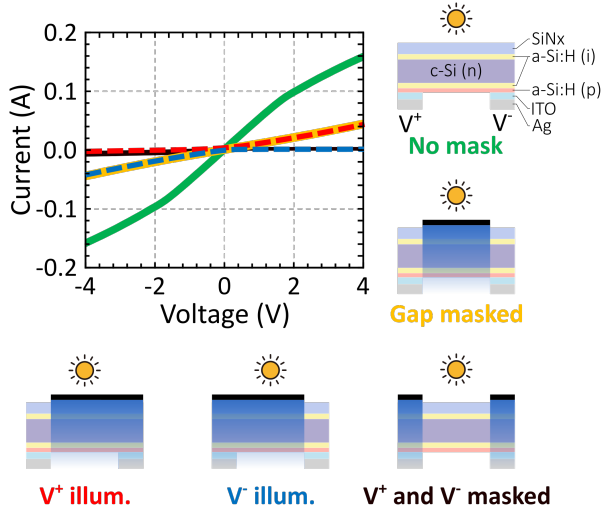 0.2
0.1
0.0
-0.1
-0.2
Current (A)
-4
-2
0
2
4
Voltage (V)
SiNx
a-Si:H (i)
c-Si (n)
a-Si:H (p)
ITO
Ag
V⁺
V⁻
No mask
Gap masked
V⁺ illum.
V⁻ illum.
V⁺ and V⁻ masked